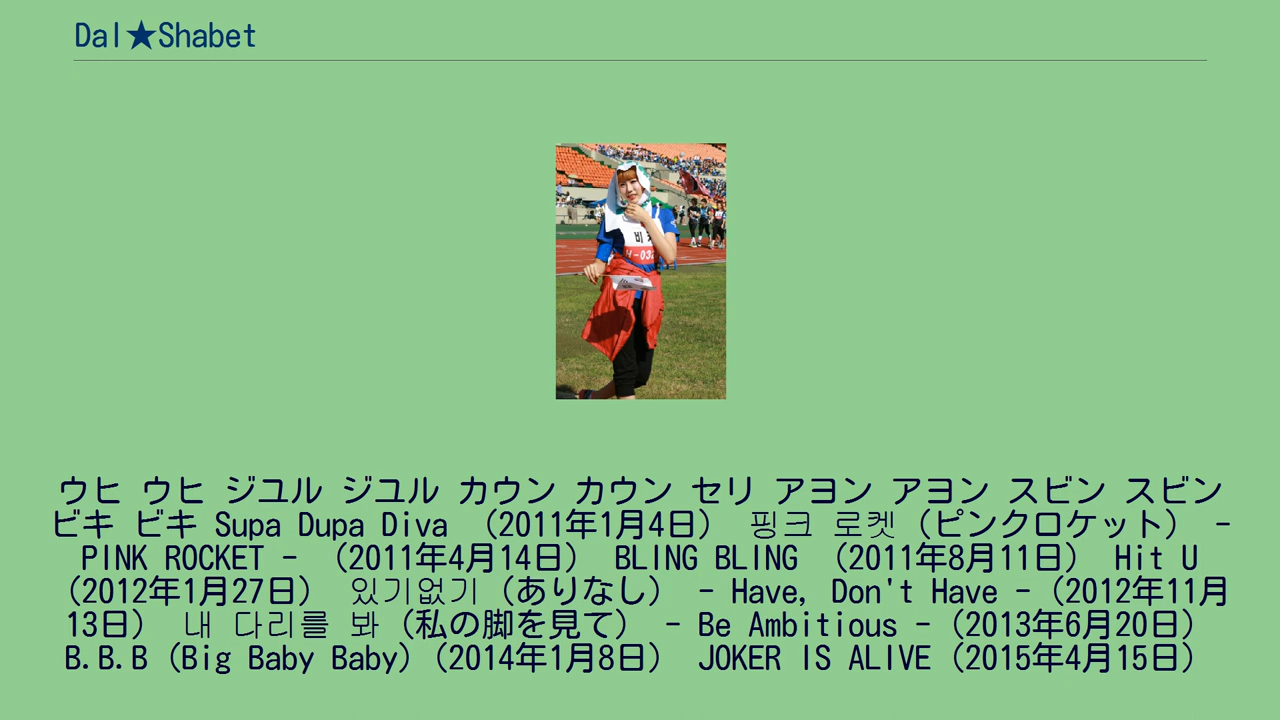 Dal★Shabet
비키
H-032
ウヒ ウヒ ジユル ジユル カウン カウン セリ アヨン アヨン スビン スビン
ビキ ビキ Supa Dupa Diva （2011年1月4日） 핑크 로켓（ピンクロケット） -
PINK ROCKET - （2011年4月14日） BLING BLING （2011年8月11日） Hit U
（2012年1月27日） 있기없기（ありなし） - Have, Don't Have -（2012年11月
13日） 내 다리를 봐（私の脚を見て） - Be Ambitious -（2013年6月20日）
B.B.B（Big Baby Baby）（2014年1月8日） JOKER IS ALIVE（2015年4月15日）